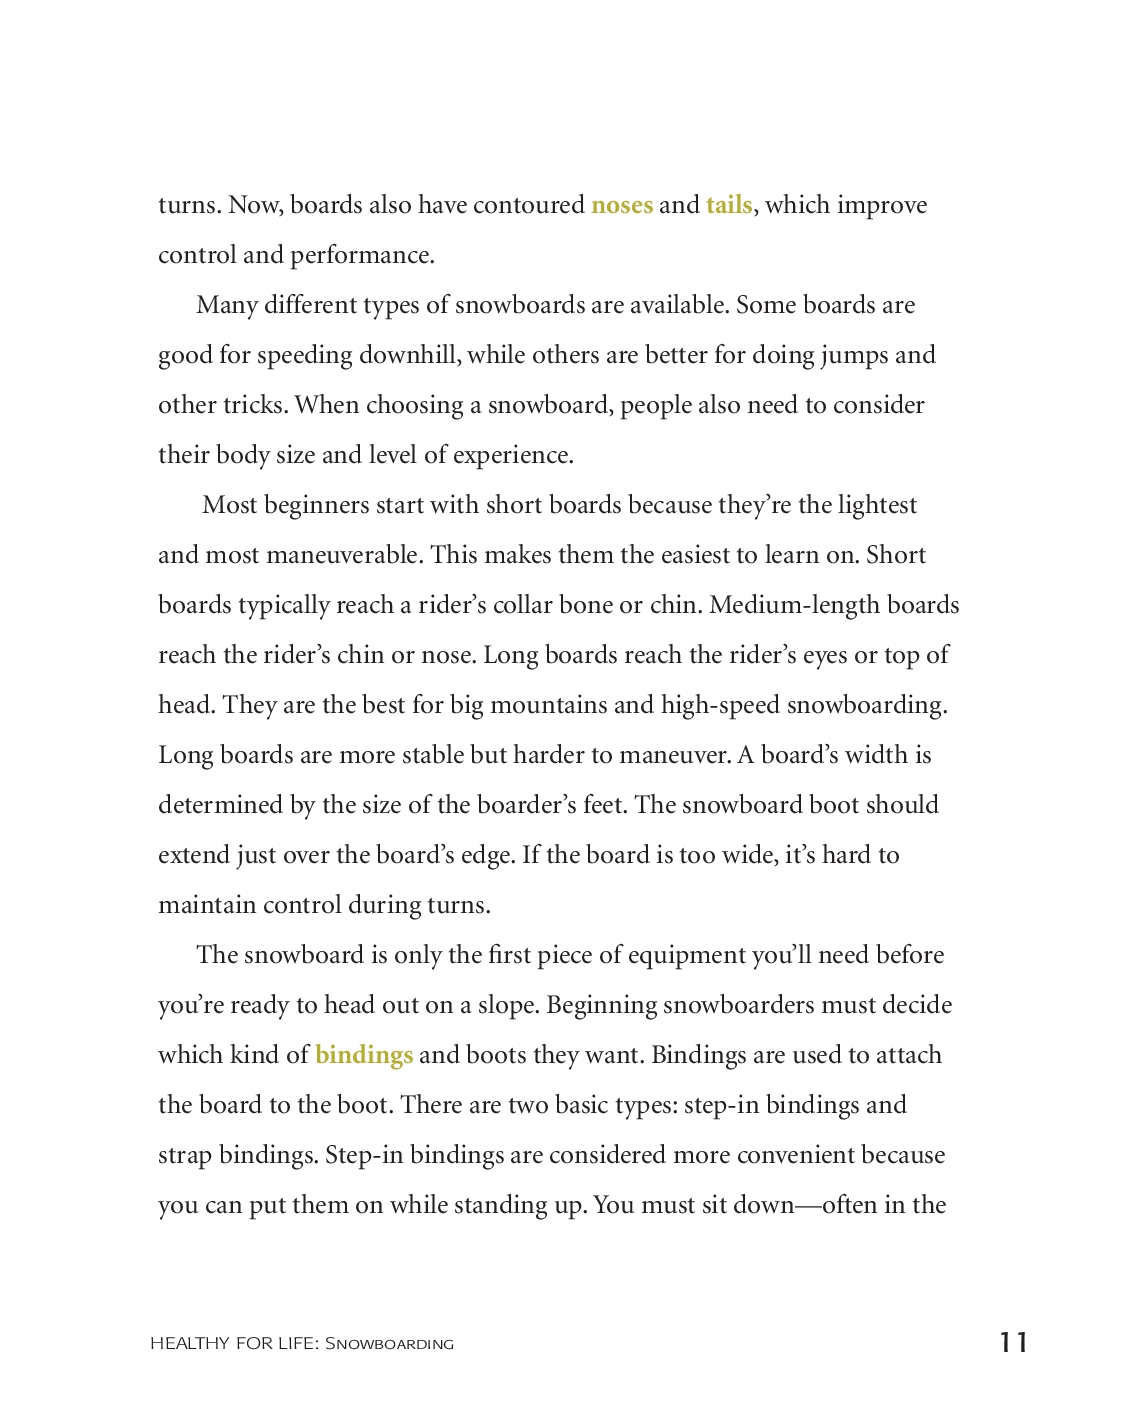 turns. Now, boards also have contoured noses and tails, which improve
control and performance.
Many different types of snowboards are available. Some boards are
good for speeding downhill, while others are better for doing jumps and
other tricks. When choosing a snowboard, people also need to consider
their body size and level of experience.
Most beginners start with short boards because they’re the lightest
and most maneuverable. This makes them the easiest to learn on. Short
boards typically reach a rider’s collar bone or chin. Medium-length boards
reach the rider’s chin or nose. Long boards reach the rider’s eyes or top of
head. They are the best for big mountains and high-speed snowboarding.
Long boards are more stable but harder to maneuver. A board’s width is
determined by the size of the boarder’s feet. The snowboard boot should
extend just over the board’s edge. If the board is too wide, it’s hard to
maintain control during turns.
The snowboard is only the first piece of equipment you’ll need before
you’re ready to head out on a slope. Beginning snowboarders must decide
which kind of bindings and boots they want. Bindings are used to attach
the board to the boot. There are two basic types: step-in bindings and
strap bindings. Step-in bindings are considered more convenient because
you can put them on while standing up. You must sit down—often in the
HEALTHY FOR LIFE: SNOWBOARDING 11